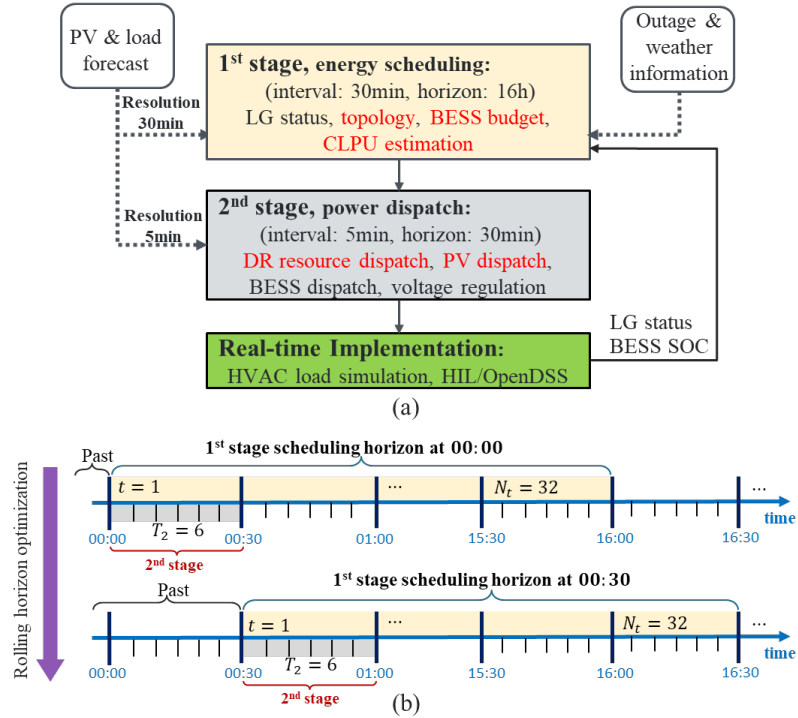 PV & load
forecast
Outage &
weather
information
Resolution
30min
1st stage, energy scheduling:
(interval: 30min, horizon: 16h)
LG status, topology, BESS budget,
CLPU estimation
Resolution
5min
2nd stage, power dispatch:
(interval: 5min, horizon: 30min)
DR resource dispatch, PV dispatch,
BESS dispatch, voltage regulation
LG status
BESS SOC
Real-time Implementation:
HVAC load simulation, HIL/OpenDSS
(a)
Rolling horizon optimization
Past
1st stage scheduling horizon at 00:00
t = 1
...
N_t = 32
...
T_2 = 6
time
00:00
00:30
01:00
15:30
16:00
16:30
2nd stage
Past
1st stage scheduling horizon at 00:30
t = 1
...
N_t = 32
...
T_2 = 6
time
00:00
00:30
01:00
15:30
16:00
16:30
2nd stage
(b)